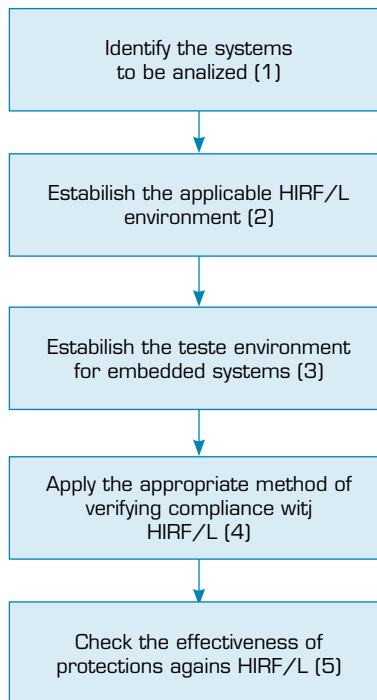 Identify the systems
to be analized (1)
Estabilish the applicable HIRF/L
environment (2)
Estabilish the teste environment
for embedded systems (3)
Apply the appropriate method of
verifying compliance witj
HIRF/L (4)
Check the effectiveness of
protections agains HIRF/L (5)